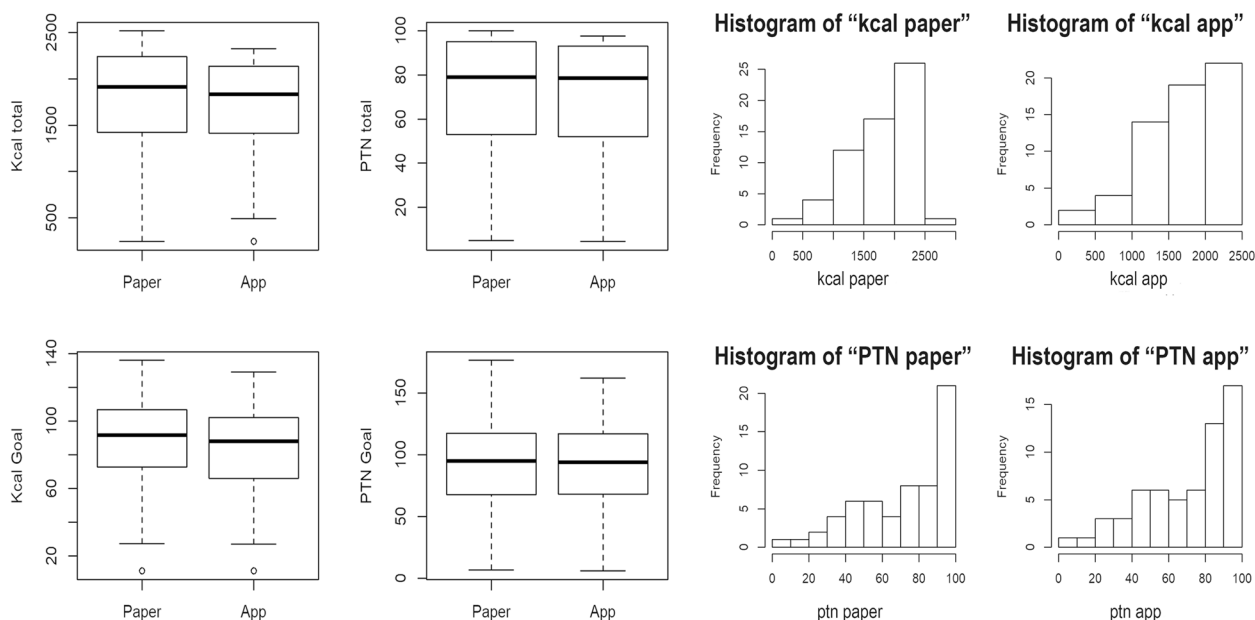 Kcal total
2500
1500
500
Paper App
PTN total
100
80
60
40
20
Paper App
Histogram of “kcal paper”
Frequency
25
20
15
10
5
0
0 500 1500 2500
kcal paper
Histogram of “kcal app”
Frequency
20
15
10
5
0
0 500 1000 1500 2000 2500
kcal app
Kcal Goal
140
100
60
20
Paper App
PTN Goal
150
100
50
0
Paper App
Histogram of “PTN paper”
Frequency
20
15
10
5
0
0 20 40 60 80 100
ptn paper
Histogram of “PTN app”
Frequency
15
10
5
0
0 20 40 60 80 100
ptn app